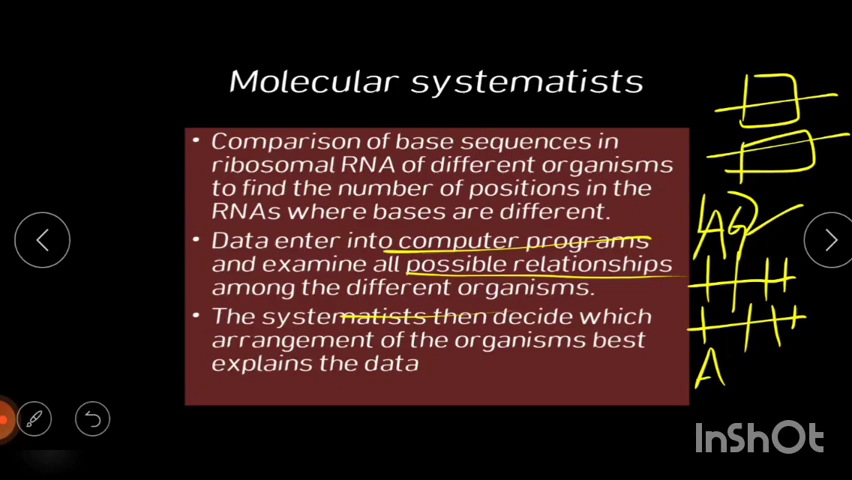 Molecular systematists
• Comparison of base sequences in
ribosomal RNA of different organisms
to find the number of positions in the
RNAs where bases are different.
• Data enter into computer programs
and examine all possible relationships
among the different organisms.
• The systematists then decide which
arrangement of the organisms best
explains the data
AG
A
InShOt